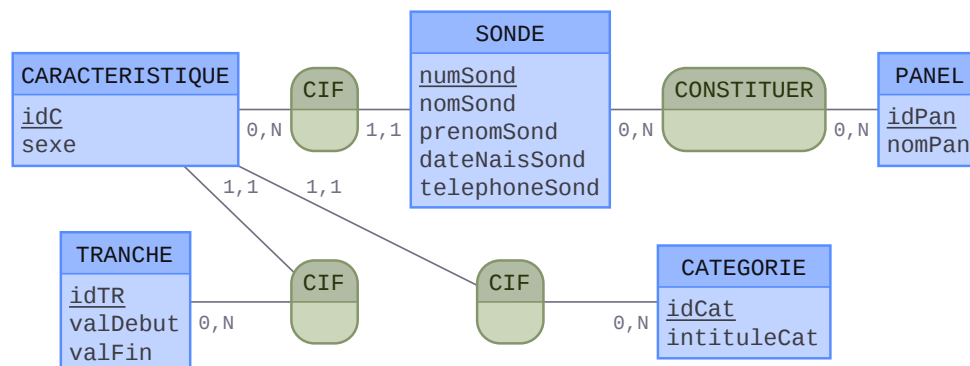 CARACTERISTIQUE
idC
sexe
CIF
0,N
1,1
SONDE
numSond
nomSond
prenomSond
dateNaisSond
telephoneSond
CONSTITUER
0,N
0,N
PANEL
idPan
nomPan
1,1
1,1
TRANCHE
idTR
valDebut
valFin
0,N
CIF
CIF
0,N
CATEGORIE
idCat
intituleCat